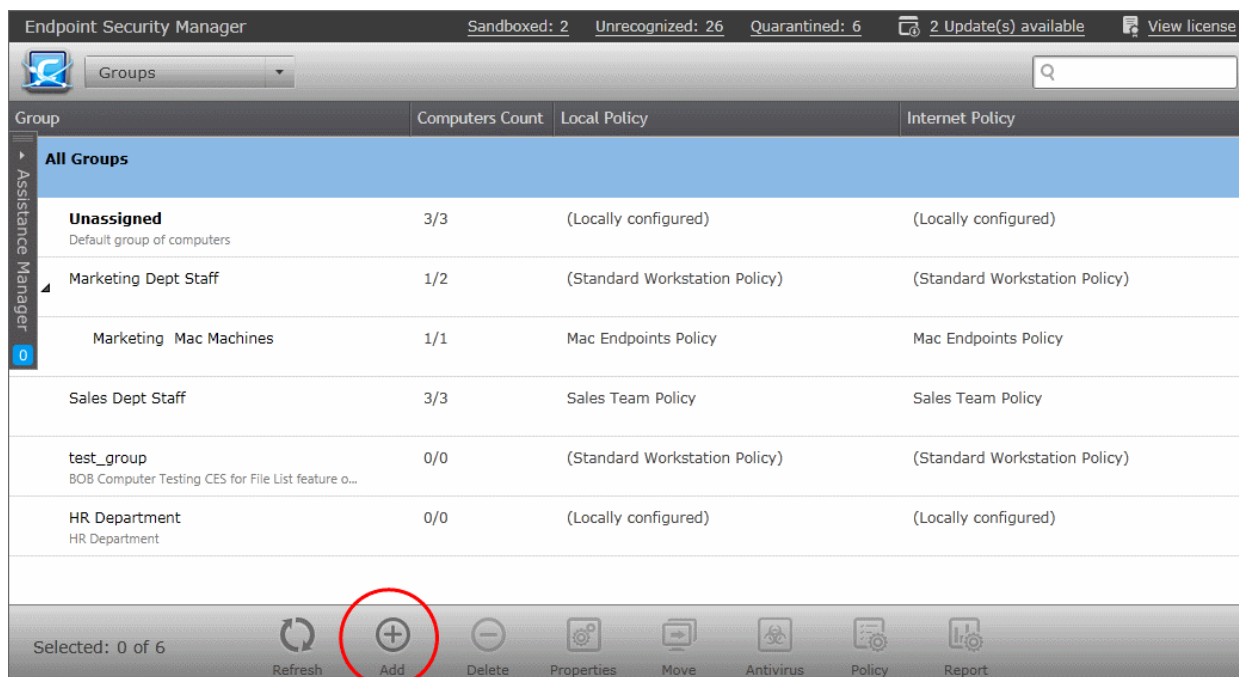 Endpoint Security Manager Sandboxed: 2 Unrecognized: 26 Quarantined: 6 2 Update(s) available View license
Groups
Group Computers Count Local Policy Internet Policy
Assistance Manager
0
All Groups
Unassigned 3/3 (Locally configured) (Locally configured)
Default group of computers
Marketing Dept Staff 1/2 (Standard Workstation Policy) (Standard Workstation Policy)
Marketing Mac Machines 1/1 Mac Endpoints Policy Mac Endpoints Policy
Sales Dept Staff 3/3 Sales Team Policy Sales Team Policy
test_group 0/0 (Standard Workstation Policy) (Standard Workstation Policy)
BOB Computer Testing CES for File List feature o...
HR Department 0/0 (Locally configured) (Locally configured)
HR Department
Selected: 0 of 6
Refresh Add Delete Properties Move Antivirus Policy Report